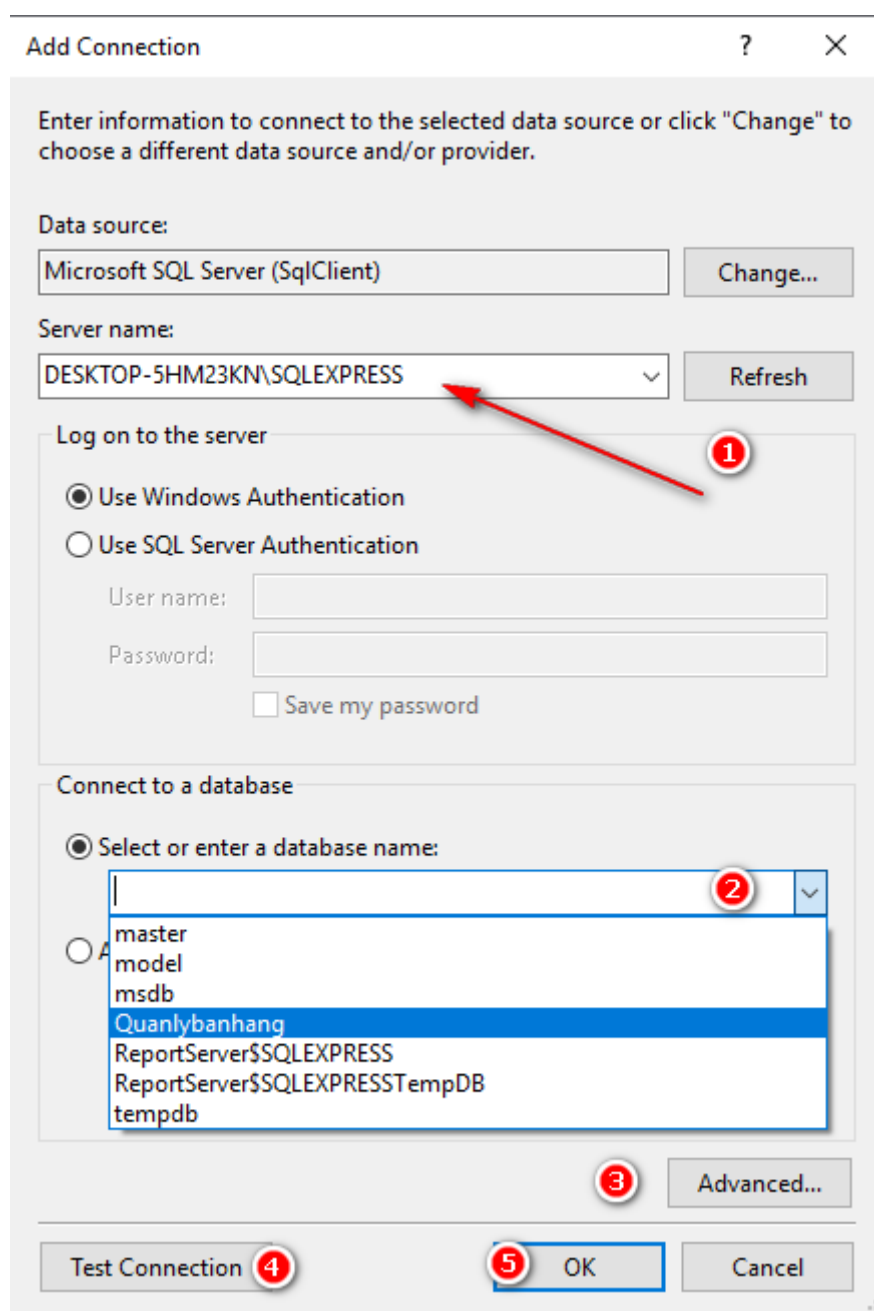 Add Connection ?
Enter information to connect to the selected data source or click "Change" to
choose a different data source and/or provider.
Data source:
Microsoft SQL Server (SqlClient) Change...
Server name:
DESKTOP-5HM23KN\SQLEXPRESS Refresh
Log on to the server
1
Use Windows Authentication
Use SQL Server Authentication
User name:
Password:
Save my password
Connect to a database
Select or enter a database name:
2
master
A
model
msdb
Quanlybanhang
ReportServer$SQLEXPRESS
ReportServer$SQLEXPRESSTempDB
tempdb
3 Advanced...
Test Connection 4 5 OK Cancel